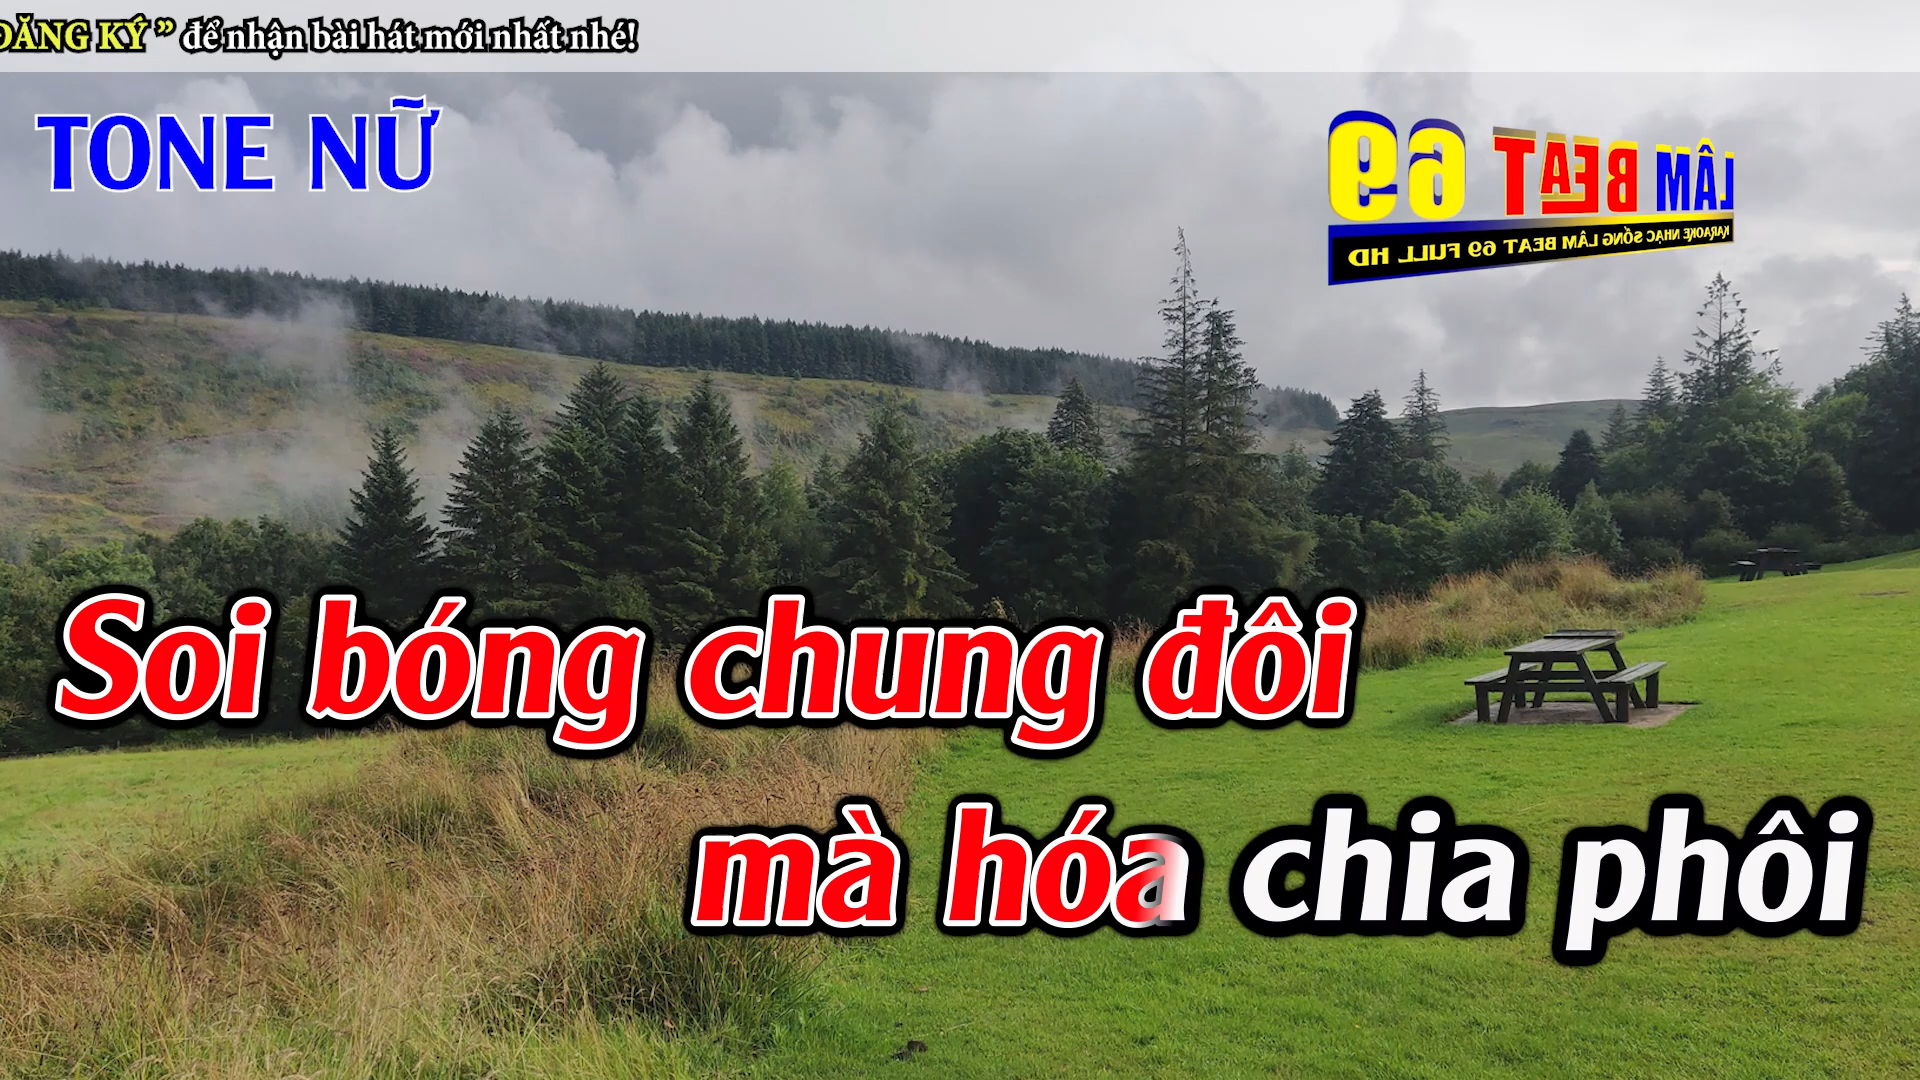 ĐĂNG KÝ ” để nhận bài hát mới nhất nhé!
TONE NỮ
LÂM BEAT 69
KARAOKE NHẠC SỐNG LÂM BEAT 69 FULL HD
Soi bóng chung đôi
mà hóa chia phôi